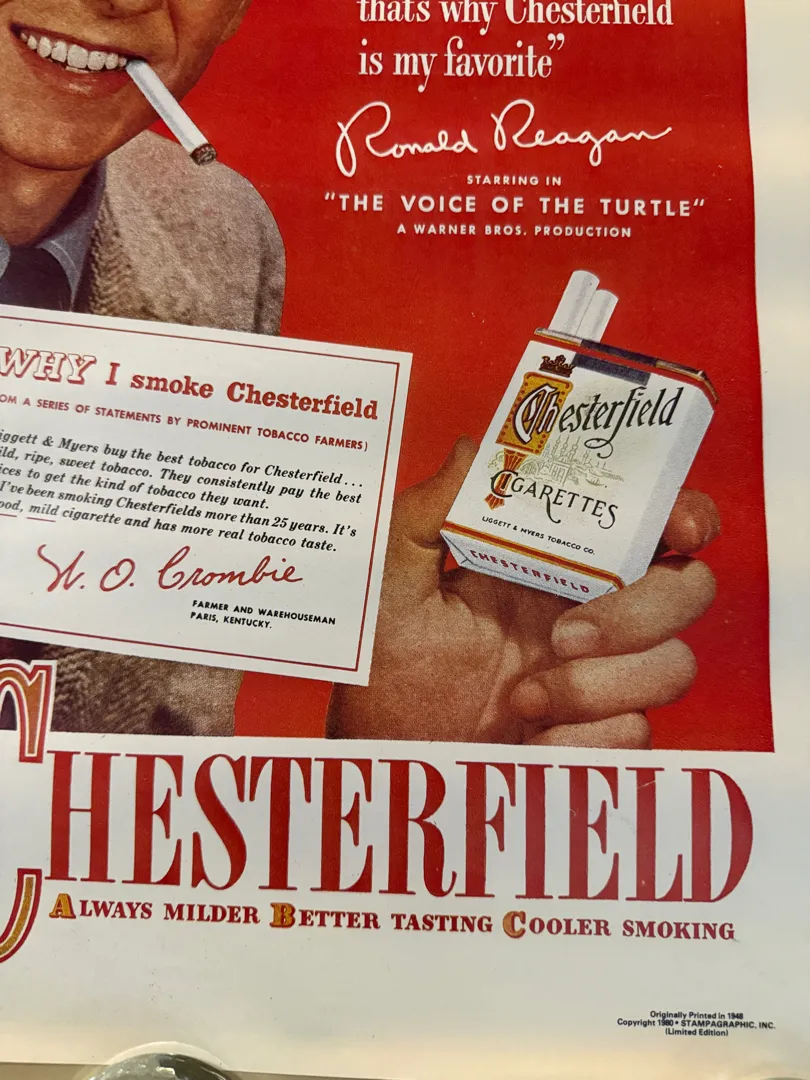 that's why Chesterfield
is my favorite”
Ronald Reagan
STARRING IN
“THE VOICE OF THE TURTLE”
A WARNER BROS. PRODUCTION
WHY I smoke Chesterfield
OM A SERIES OF STATEMENTS BY PROMINENT TOBACCO FARMERS)
iggett & Myers buy the best tobacco for Chesterfield...
ild, ripe, sweet tobacco. They consistently pay the best
ices to get the kind of tobacco they want.
I've been smoking Chesterfields more than 25 years. It's
ood, mild cigarette and has more real tobacco taste.
W. O. Crombie
FARMER AND WAREHOUSEMAN
PARIS, KENTUCKY.
Chesterfield
CIGARETTES
LIGGETT & MYERS TOBACCO CO.
CHESTERFIELD
CHESTERFIELD
ALWAYS MILDER BETTER TASTING COOLER SMOKING
Originally Printed in 1948
Copyright 1980 • STAMPAGRAPHIC, INC.
(Limited Edition)